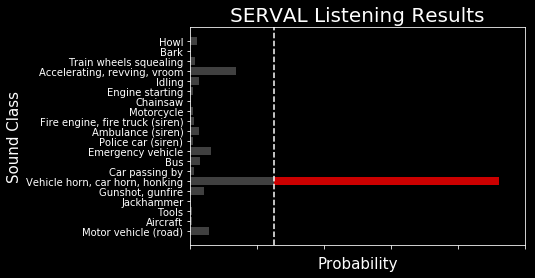 SERVAL Listening Results
Sound Class
Howl
Bark
Train wheels squealing
Accelerating, revving, vroom
Idling
Engine starting
Chainsaw
Motorcycle
Fire engine, fire truck (siren)
Ambulance (siren)
Police car (siren)
Emergency vehicle
Bus
Car passing by
Vehicle horn, car horn, honking
Gunshot, gunfire
Jackhammer
Tools
Aircraft
Motor vehicle (road)
Probability